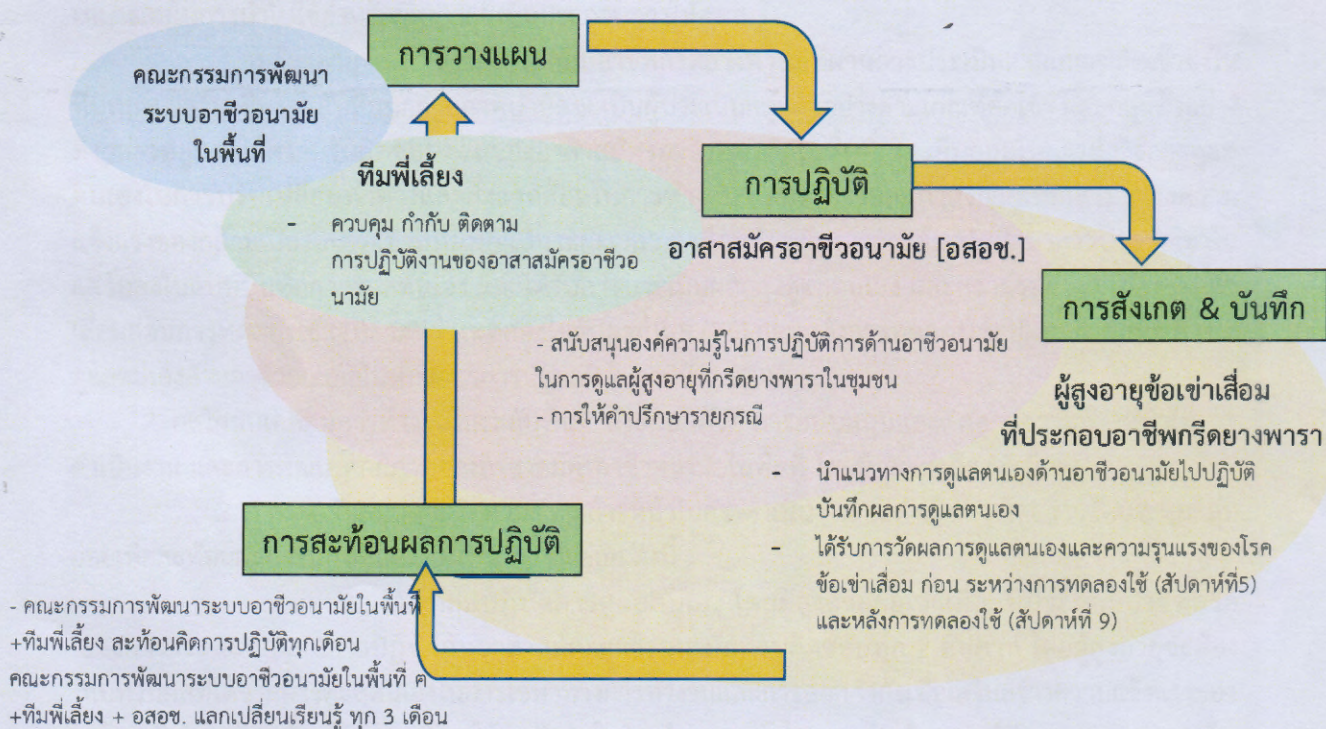 การวางแผน
คณะกรรมการพัฒนา
ระบบอาชีวอนามัย
ในพื้นที่
ทีมพี่เลี้ยง
- ควบคุม กำกับ ติดตาม
การปฏิบัติงานของอาสาสมัครอาชีวอ
นามัย
การปฏิบัติ
อาสาสมัครอาชีวอนามัย [อสอช.]
- สนับสนุนองค์ความรู้ในการปฏิบัติการด้านอาชีวอนามัย
ในการดูแลผู้สูงอายุที่กรีดยางพาราในชุมชน
- การให้คำปรึกษารายกรณี
การสังเกต & บันทึก
ผู้สูงอายุข้อเข่าเสื่อม
ที่ประกอบอาชีพกรีดยางพารา
- นำแนวทางการดูแลตนเองด้านอาชีวอนามัยไปปฏิบัติ
บันทึกผลการดูแลตนเอง
- ได้รับการวัดผลการดูแลตนเองและความรุนแรงของโรค
ข้อเข่าเสื่อม ก่อน ระหว่างการทดลองใช้ (สัปดาห์ที่5)
และหลังการทดลองใช้ (สัปดาห์ที่ 9)
การสะท้อนผลการปฏิบัติ
- คณะกรรมการพัฒนาระบบอาชีวอนามัยในพื้นที่
+ทีมพี่เลี้ยง สะท้อนคิดการปฏิบัติทุกเดือน
คณะกรรมการพัฒนาระบบอาชีวอนามัยในพื้นที่ ค
+ทีมพี่เลี้ยง + อสอช. แลกเปลี่ยนเรียนรู้ ทุก 3 เดือน